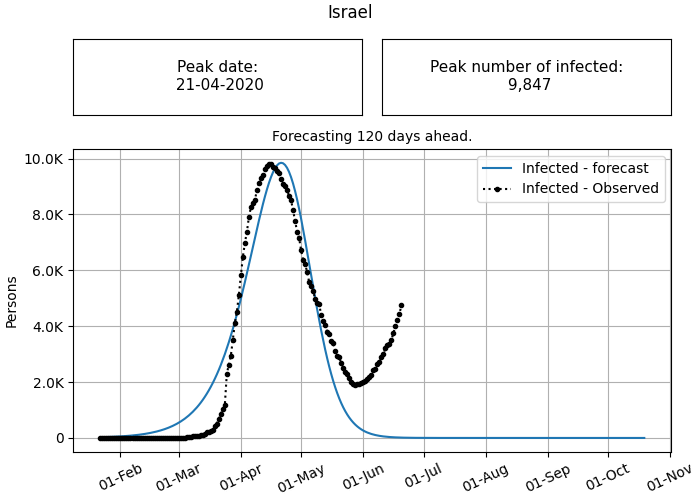 Israel
Peak date:
21-04-2020
Peak number of infected:
9,847
Forecasting 120 days ahead.
Infected - forecast
Infected - Observed
Persons
10.0K
8.0K
6.0K
4.0K
2.0K
0
01-Feb
01-Mar
01-Apr
01-May
01-Jun
01-Jul
01-Aug
01-Sep
01-Oct
01-Nov